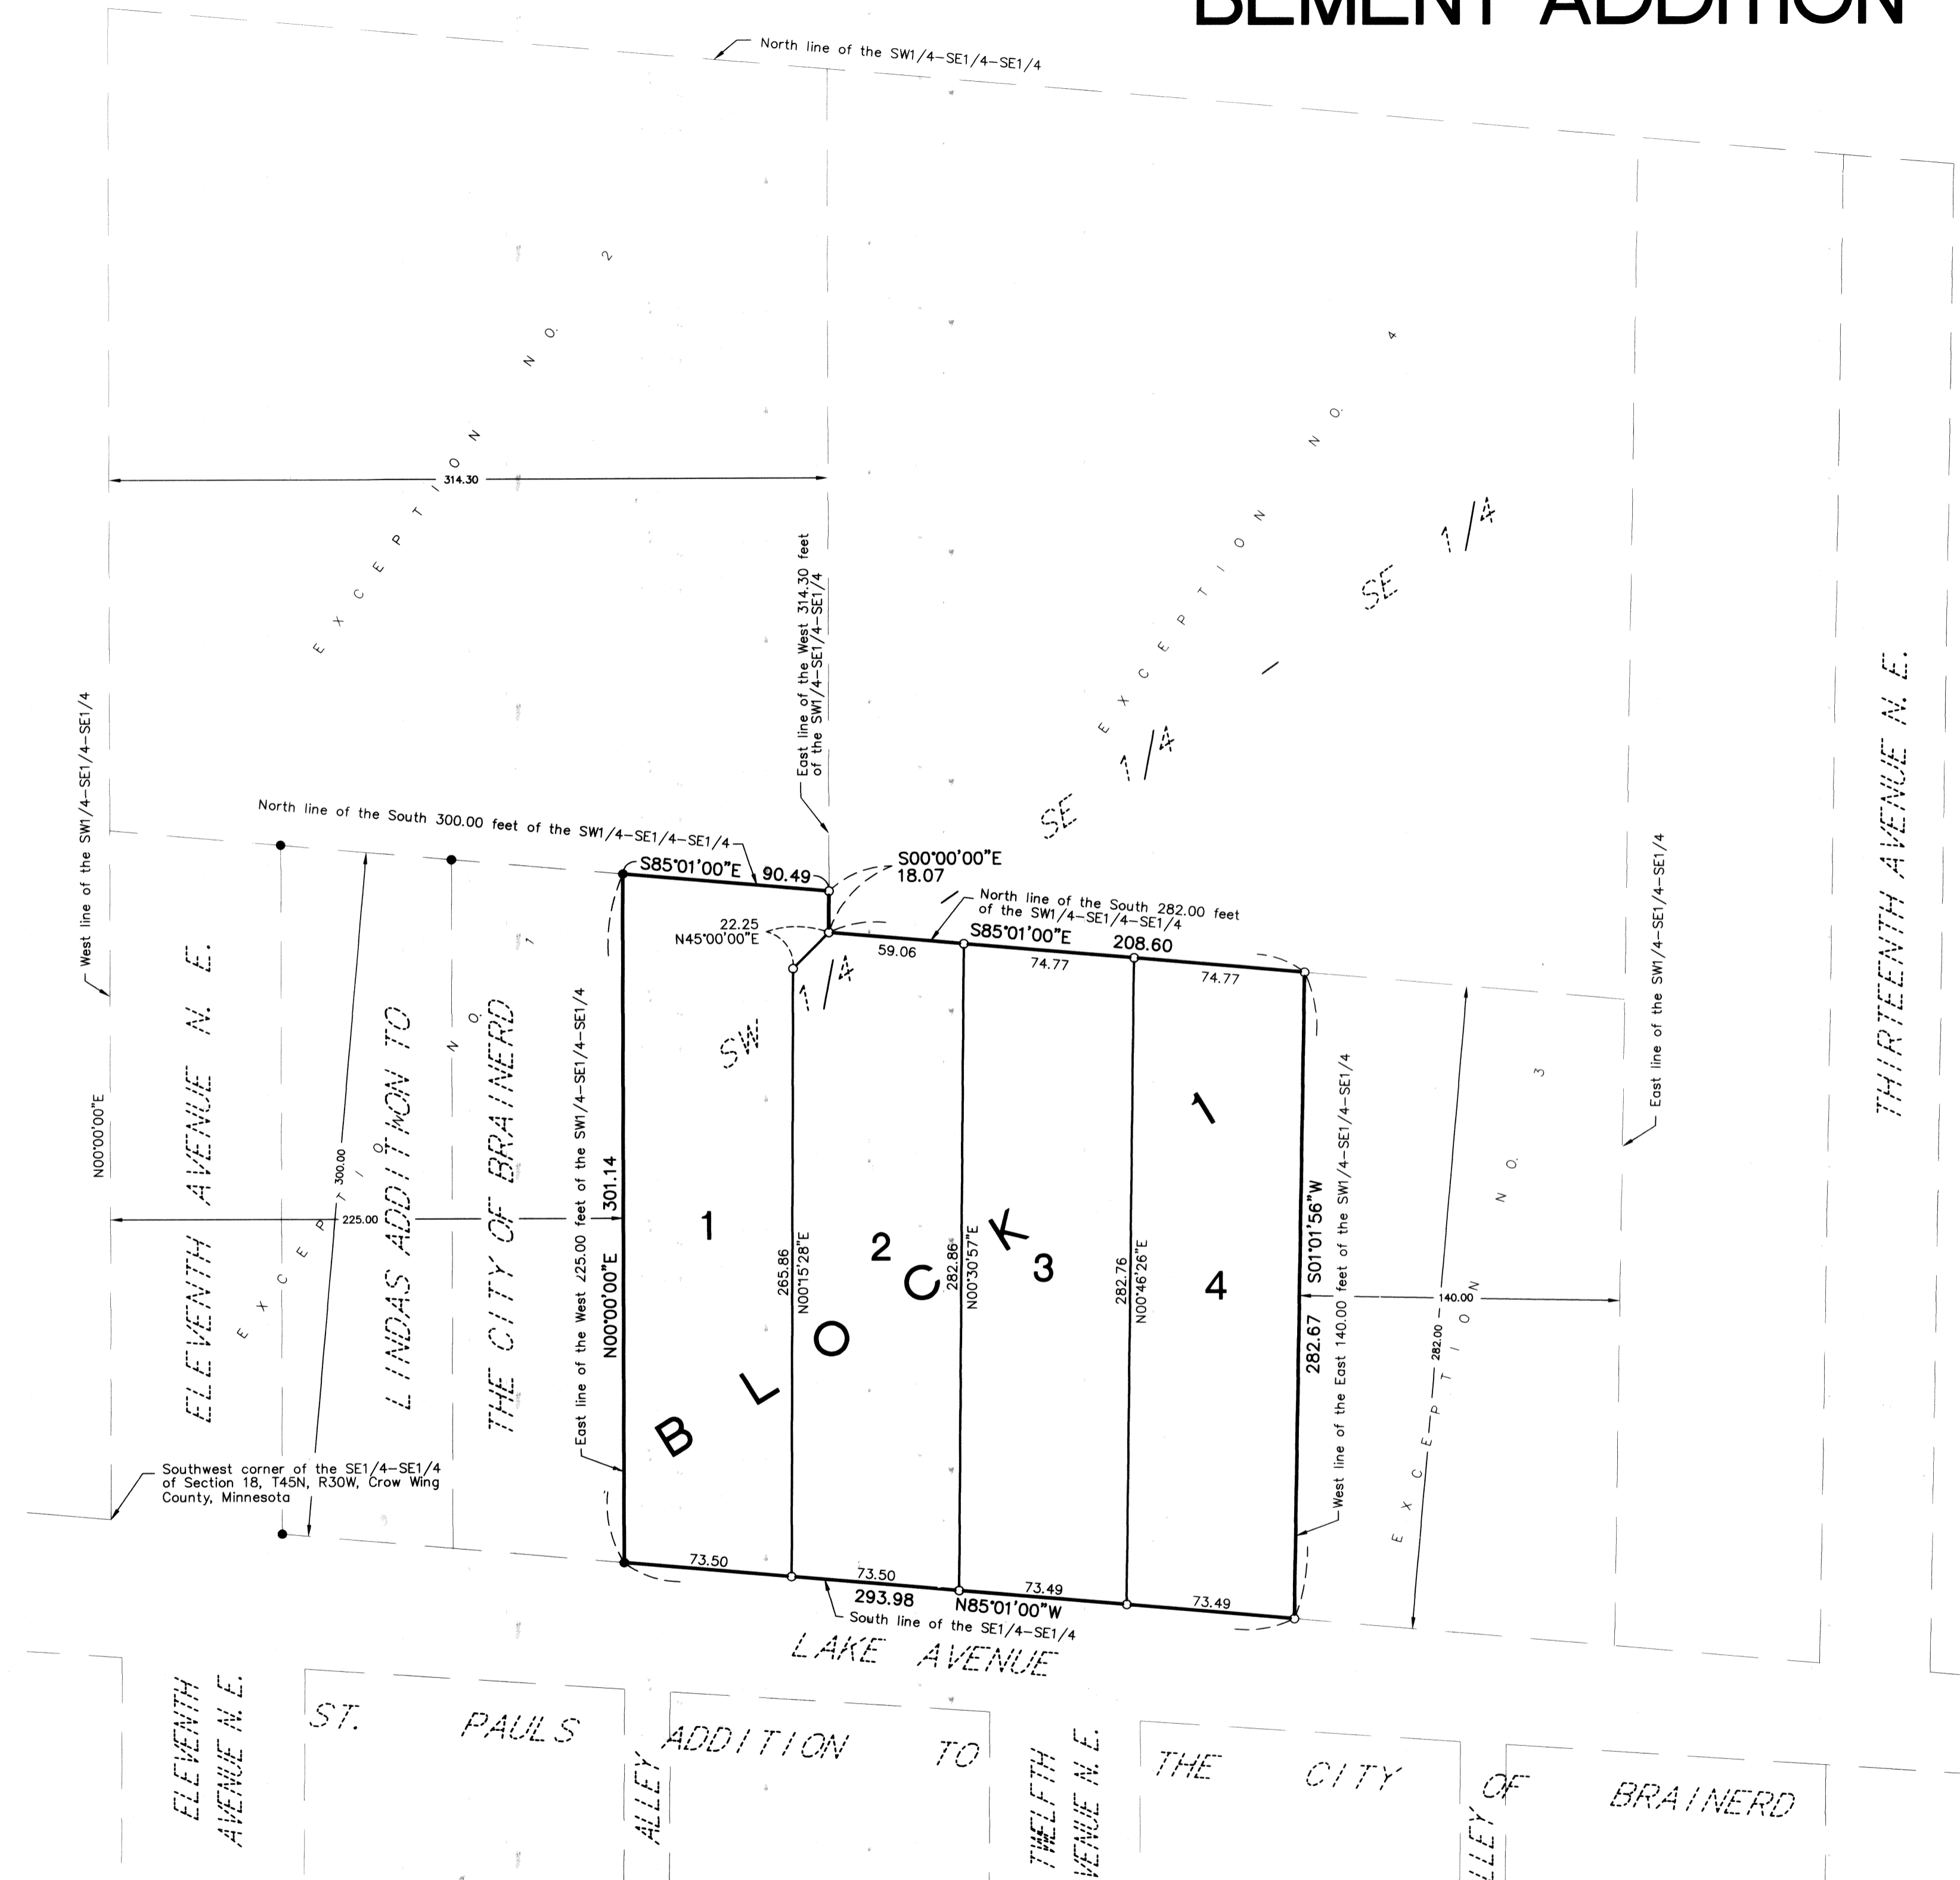 BEMENT ADDITION
North line of the SW1/4-SE1/4-SE1/4
314.30
EXCEPTION NO. 2
EXCEPTION NO. 4
East line of the West 314.30 feet
of the SW1/4-SE1/4-SE1/4
SE 1/4
SE 1/4
SW 1/4
THIRTEENTH AVENUE N. E.
West line of the SW1/4-SE1/4-SE1/4
North line of the South 300.00 feet of the SW1/4-SE1/4-SE1/4
S85°01'00"E 90.49
S00°00'00"E
18.07
22.25
N45°00'00"E
North line of the South 282.00 feet
of the SW1/4-SE1/4-SE1/4
S85°01'00"E 208.60
59.06
74.77
74.77
East line of the SW1/4-SE1/4-SE1/4
N00°00'00"E
ELEVENTH AVENUE N. E.
LINDAS ADDITION TO
THE CITY OF BRAINERD
EXCEPTION NO. 1
300.00
225.00
East line of the West 225.00 feet of the SW1/4-SE1/4-SE1/4
N00°00'00"E 301.14
265.86
N00°15'28"E
282.86
N00°30'57"E
282.76
N00°46'26"E
282.67 S01°01'56"W
West line of the East 140.00 feet of the SW1/4-SE1/4-SE1/4
1
2
3
4
BLOCK 1
140.00
282.00
EXCEPTION NO. 3
Southwest corner of the SE1/4-SE1/4
of Section 18, T45N, R30W, Crow Wing
County, Minnesota
73.50
73.50
73.49
73.49
293.98 N85°01'00"W
South line of the SE1/4-SE1/4
LAKE AVENUE
ELEVENTH
AVENUE N.E.
ST. PAULS ADDITION TO THE CITY OF BRAINERD
ALLEY
TWELFTH
VENUE N. E.
LLEY